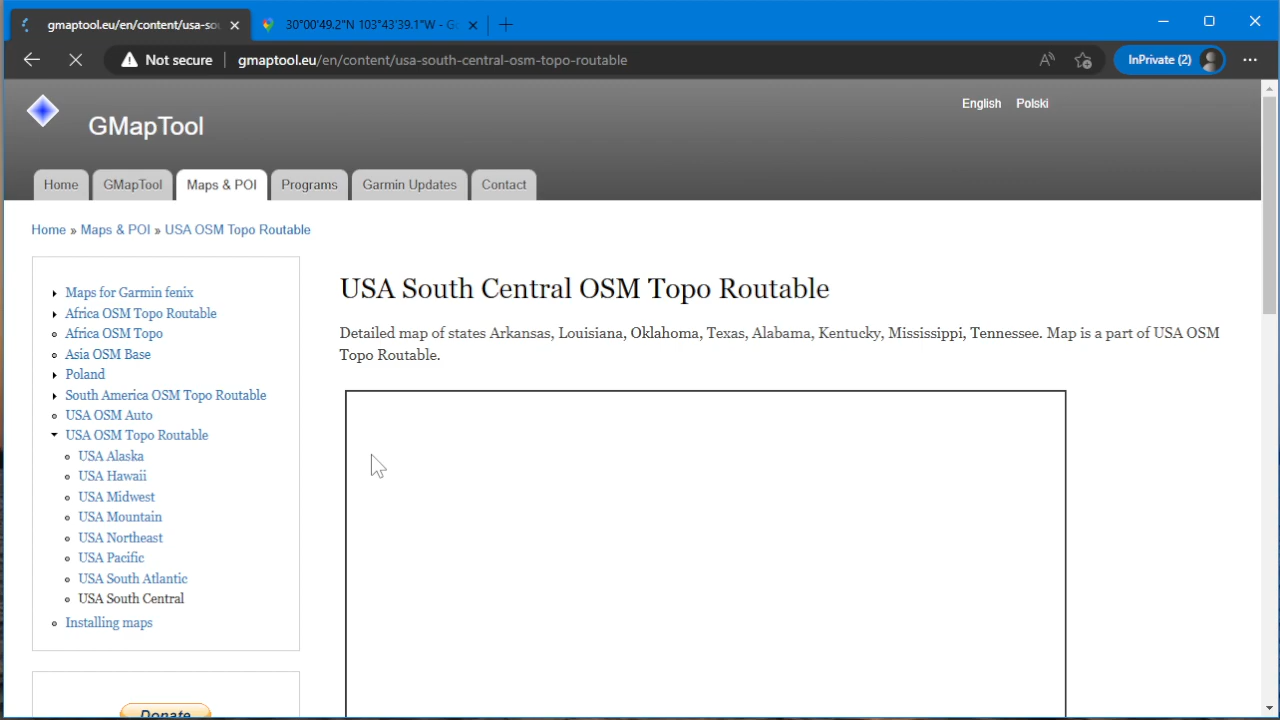 gmaptool.eu/en/content/usa-sou
30°00'49.2"N 103°43'39.1"W - G
Not secure
gmaptool.eu/en/content/usa-south-central-osm-topo-routable
InPrivate (2)
English Polski
GMapTool
Home GMapTool Maps & POI Programs Garmin Updates Contact
Home » Maps & POI » USA OSM Topo Routable
Maps for Garmin fenix
Africa OSM Topo Routable
Africa OSM Topo
Asia OSM Base
Poland
South America OSM Topo Routable
USA OSM Auto
USA OSM Topo Routable
USA Alaska
USA Hawaii
USA Midwest
USA Mountain
USA Northeast
USA Pacific
USA South Atlantic
USA South Central
Installing maps
Donate
USA South Central OSM Topo Routable
Detailed map of states Arkansas, Louisiana, Oklahoma, Texas, Alabama, Kentucky, Mississippi, Tennessee. Map is a part of USA OSM
Topo Routable.